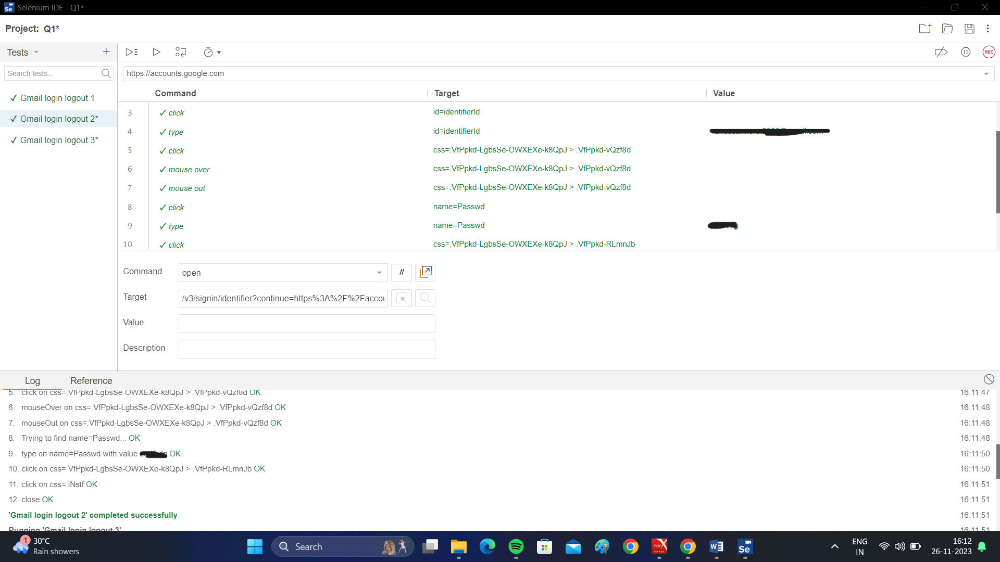 Selenium IDE - Q1*
Project: Q1*
Tests
Search tests...
✓ Gmail login logout 1
✓ Gmail login logout 2*
✓ Gmail login logout 3*
REC
https://accounts.google.com
Command Target Value
3 ✓ click id=identifierId
4 ✓ type id=identifierId
5 ✓ click css=.VfPpkd-LgbsSe-OWXEXe-k8QpJ > .VfPpkd-vQzf8d
6 ✓ mouse over css=.VfPpkd-LgbsSe-OWXEXe-k8QpJ > .VfPpkd-vQzf8d
7 ✓ mouse out css=.VfPpkd-LgbsSe-OWXEXe-k8QpJ > .VfPpkd-vQzf8d
8 ✓ click name=Passwd
9 ✓ type name=Passwd
10 ✓ click css=.VfPpkd-LgbsSe-OWXEXe-k8QpJ > .VfPpkd-RLmnJb
Command open //
Target /v3/signin/identifier?continue=https%3A%2F%2Faccou
Value
Description
Log Reference
5. click on css=.VfPpkd-LgbsSe-OWXEXe-k8QpJ > .VfPpkd-vQzf8d OK 16:11:47
6. mouseOver on css=.VfPpkd-LgbsSe-OWXEXe-k8QpJ > .VfPpkd-vQzf8d OK 16:11:48
7. mouseOut on css=.VfPpkd-LgbsSe-OWXEXe-k8QpJ > .VfPpkd-vQzf8d OK 16:11:48
8. Trying to find name=Passwd... OK 16:11:48
9. type on name=Passwd with value OK 16:11:50
10. click on css=.VfPpkd-LgbsSe-OWXEXe-k8QpJ > .VfPpkd-RLmnJb OK 16:11:50
11. click on css=.iNstf OK 16:11:51
12. close OK 16:11:51
'Gmail login logout 2' completed successfully 16:11:51
Running 'Gmail login logout 3' 16:11:51
1
30°C
Rain showers
Search
Se
ENG
IN
16:12
26-11-2023